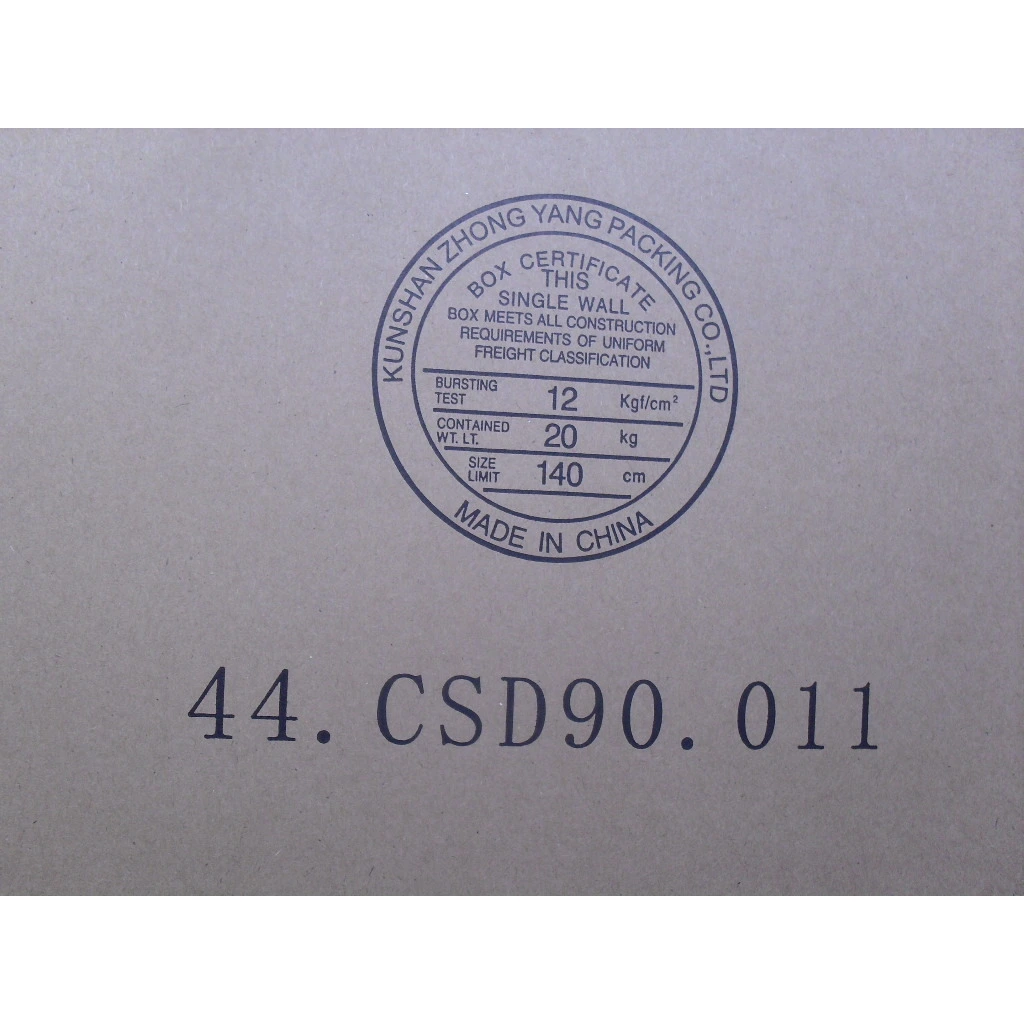 KUNSHAN ZHONG YANG PACKING CO.,LTD
BOX CERTIFICATE
THIS
SINGLE WALL
BOX MEETS ALL CONSTRUCTION
REQUIREMENTS OF UNIFORM
FREIGHT CLASSIFICATION
BURSTING TEST 12 Kgf/cm²
CONTAINED WT. LT. 20 kg
SIZE LIMIT 140 cm
MADE IN CHINA
44.CSD90.011